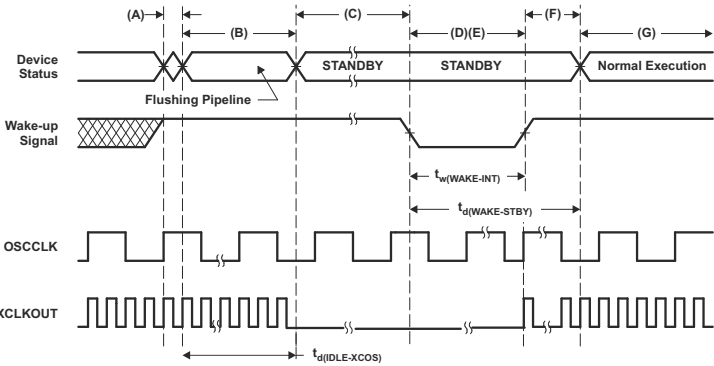 (A)
(B)
(C)
(D)(E)
(F)
(G)
Device
Status
STANDBY
STANDBY
Normal Execution
Flushing Pipeline
Wake-up
Signal
tw(WAKE-INT)
td(WAKE-STBY)
OSCCLK
XCLKOUT
td(IDLE-XCOS)